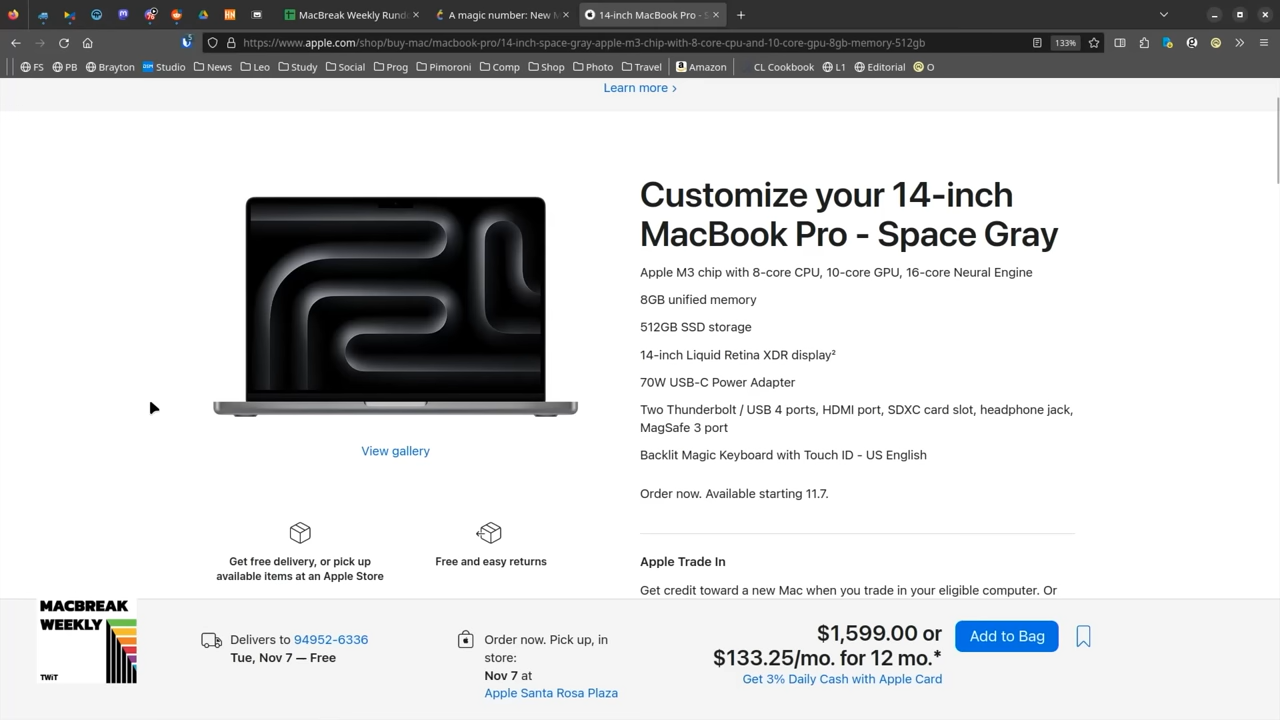 MacBreak Weekly Rund
A magic number: New M
14-inch MacBook Pro - S
https://www.apple.com/shop/buy-mac/macbook-pro/14-inch-space-gray-apple-m3-chip-with-8-core-cpu-and-10-core-gpu-8gb-memory-512gb
133%
FS PB Brayton Studio News Leo Study Social Prog Pimoroni Comp Shop Photo Travel Amazon CL Cookbook L1 Editorial O
Learn more >
Customize your 14-inch
MacBook Pro - Space Gray
Apple M3 chip with 8-core CPU, 10-core GPU, 16-core Neural Engine
8GB unified memory
512GB SSD storage
14-inch Liquid Retina XDR display²
70W USB-C Power Adapter
Two Thunderbolt / USB 4 ports, HDMI port, SDXC card slot, headphone jack,
MagSafe 3 port
Backlit Magic Keyboard with Touch ID - US English
Order now. Available starting 11.7.
View gallery
Get free delivery, or pick up
available items at an Apple Store
Free and easy returns
Apple Trade In
Get credit toward a new Mac when you trade in your eligible computer. Or
MACBREAK
WEEKLY
TWiT
Delivers to 94952-6336
Tue, Nov 7 — Free
Order now. Pick up, in
store:
Nov 7 at
Apple Santa Rosa Plaza
$1,599.00 or
$133.25/mo. for 12 mo.*
Get 3% Daily Cash with Apple Card
Add to Bag